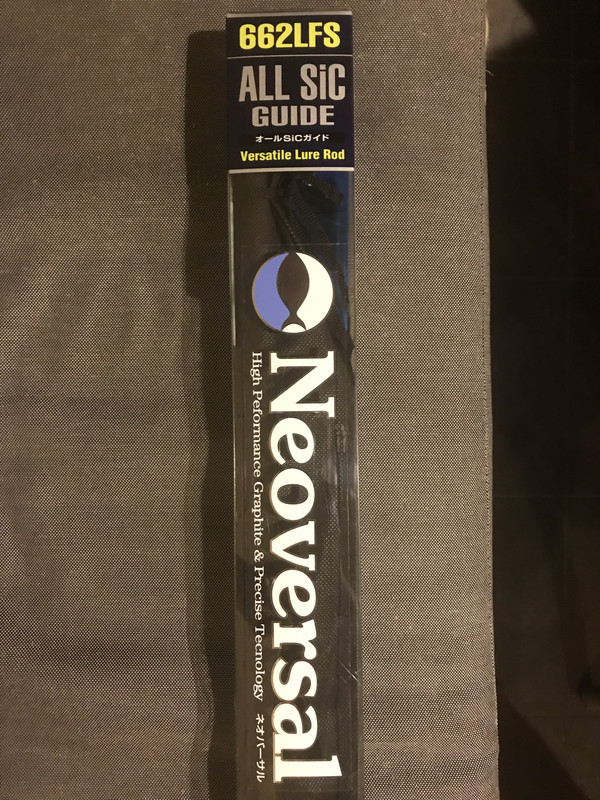 662LFS
ALL SiC
GUIDE
オールSiCガイド
Versatile Lure Rod
Neoversal
High Peformance Graphite & Precise Tecnology ネオバーサル